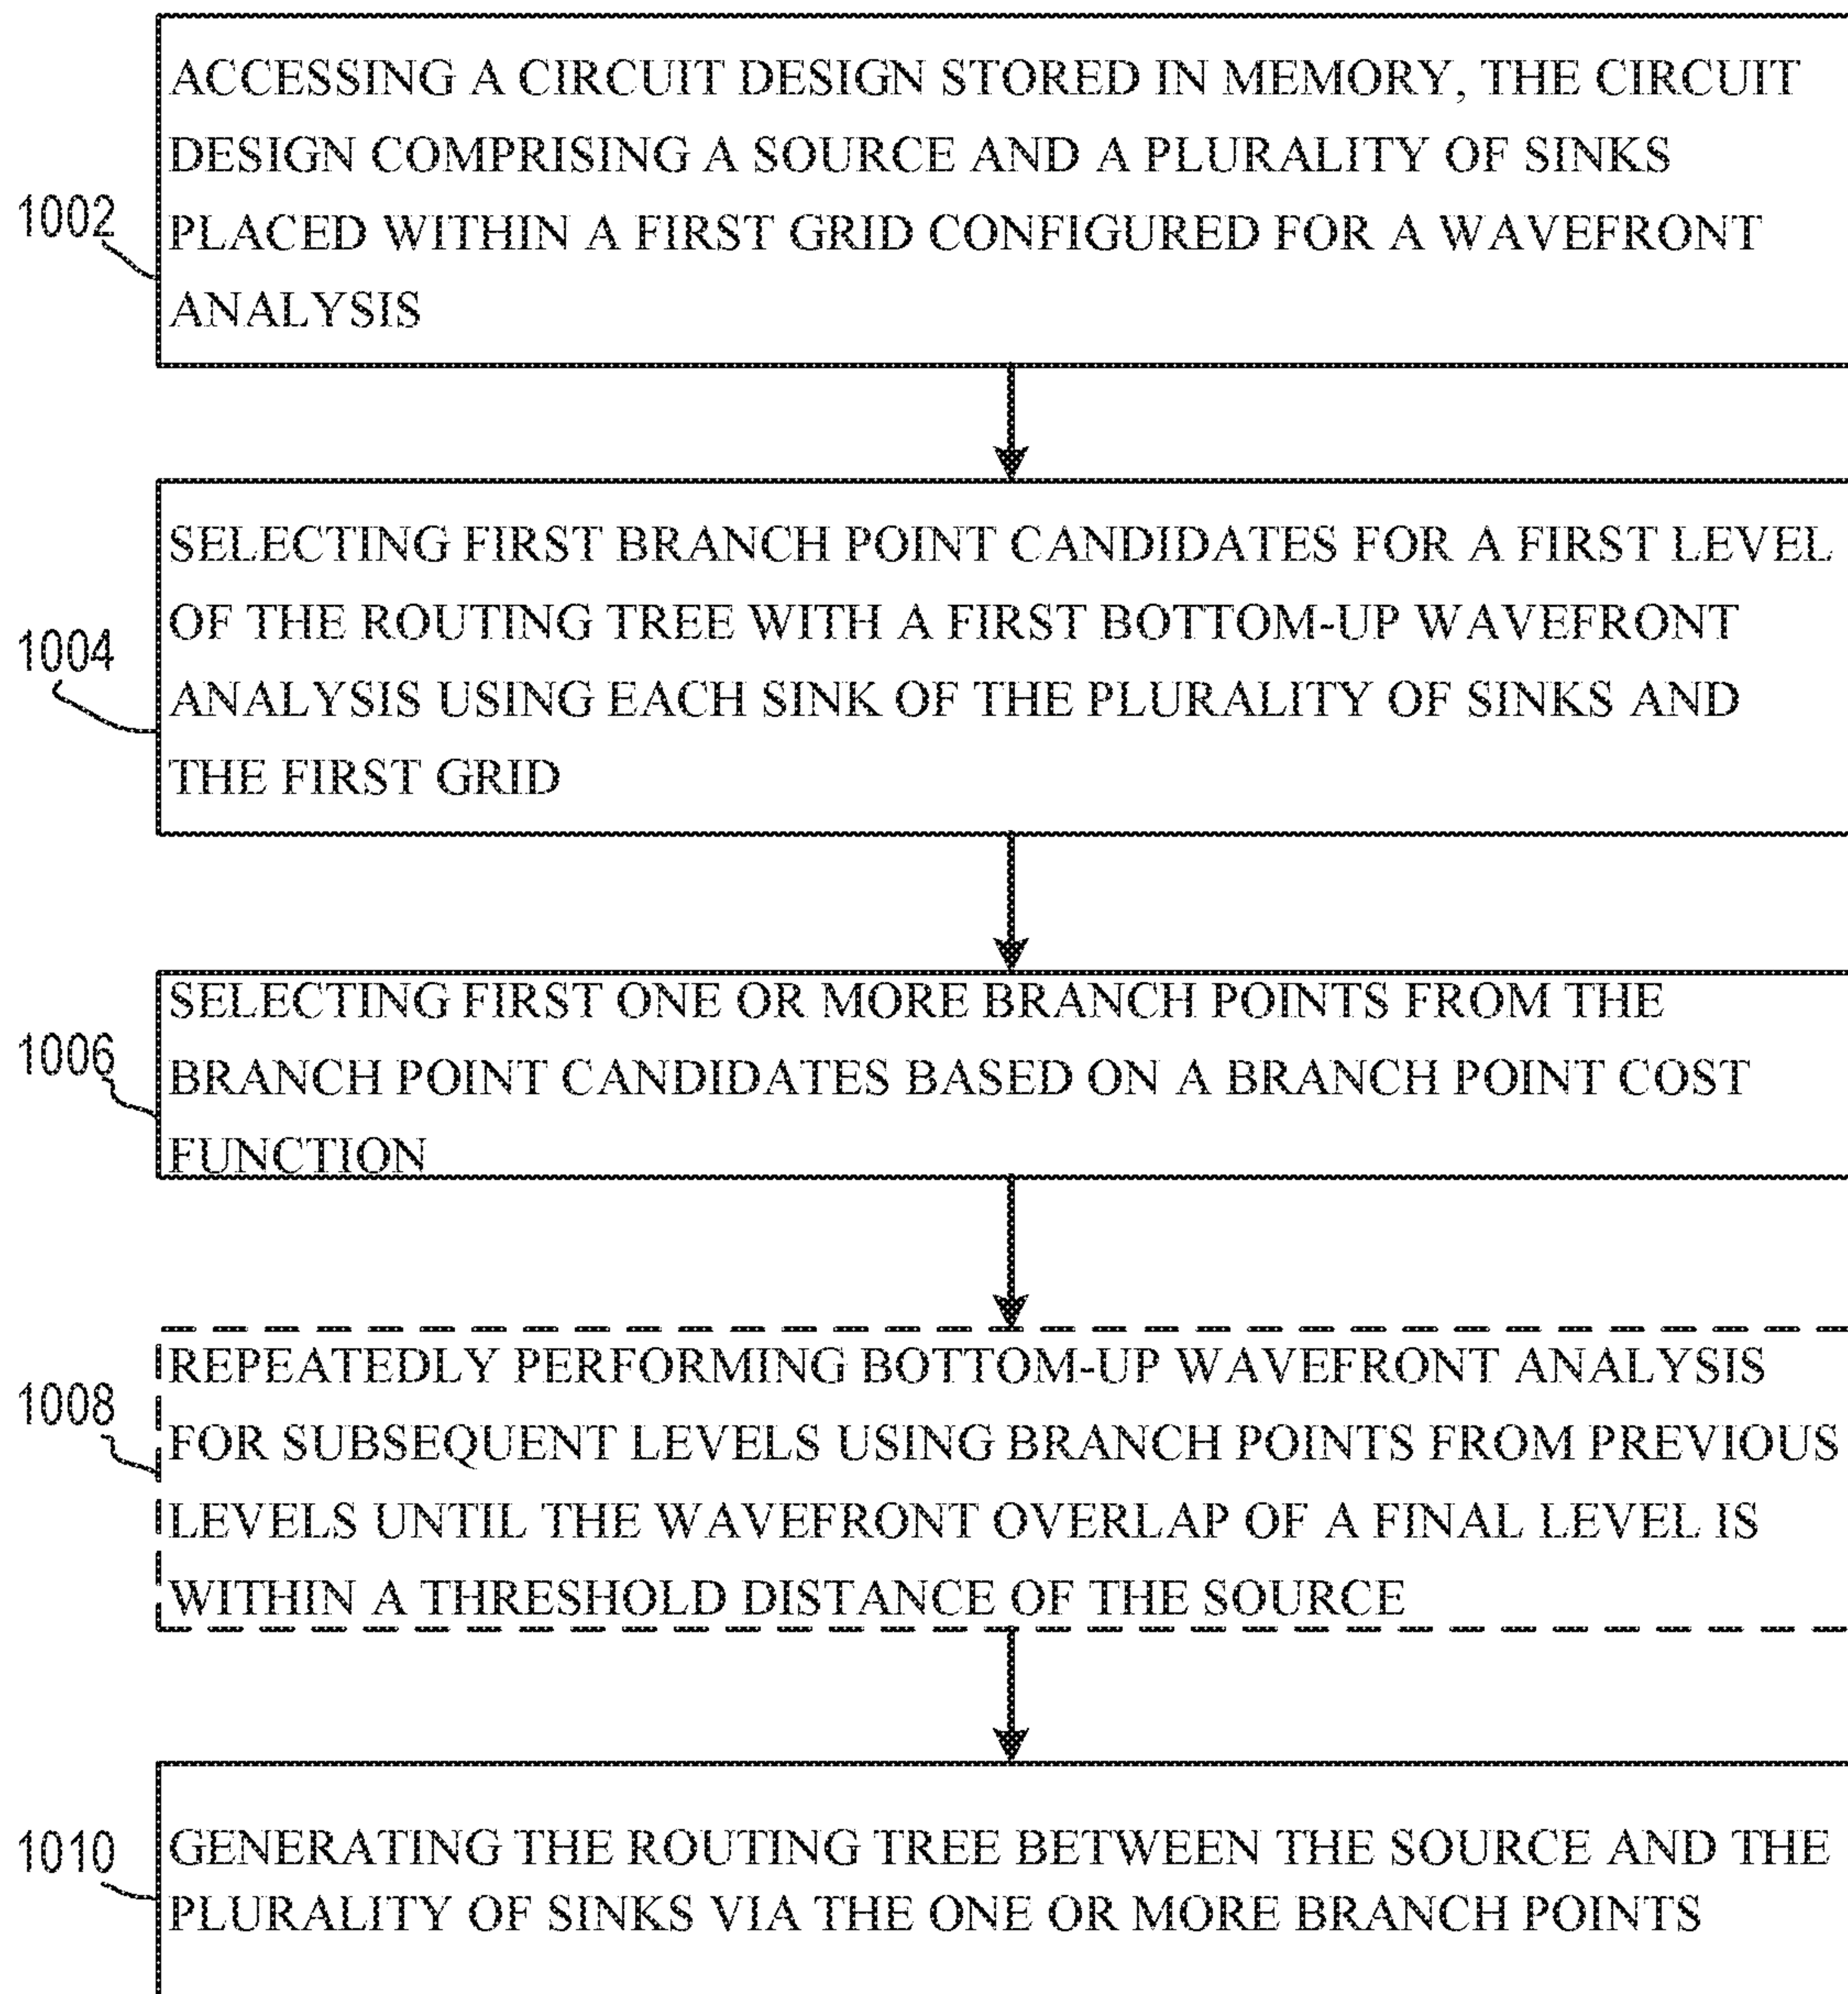 ACCESSING A CIRCUIT DESIGN STORED IN MEMORY, THE CIRCUIT
DESIGN COMPRISING A SOURCE AND A PLURALITY OF SINKS
1002
PLACED WITHIN A FIRST GRID CONFIGURED FOR A WAVEFRONT
ANALYSIS
SELECTING FIRST BRANCH POINT CANDIDATES FOR A FIRST LEVEL
OF THE ROUTING TREE WITH A FIRST BOTTOM-UP WAVEFRONT
1004
ANALYSIS USING EACH SINK OF THE PLURALITY OF SINKS AND
THE FIRST GRID
SELECTING FIRST ONE OR MORE BRANCH POINTS FROM THE
1006
BRANCH POINT CANDIDATES BASED ON A BRANCH POINT COST
FUNCTION
REPEATEDLY PERFORMING BOTTOM-UP WAVEFRONT ANALYSIS
1008
FOR SUBSEQUENT LEVELS USING BRANCH POINTS FROM PREVIOUS
LEVELS UNTIL THE WAVEFRONT OVERLAP OF A FINAL LEVEL IS
WITHIN A THRESHOLD DISTANCE OF THE SOURCE
1010
GENERATING THE ROUTING TREE BETWEEN THE SOURCE AND THE
PLURALITY OF SINKS VIA THE ONE OR MORE BRANCH POINTS